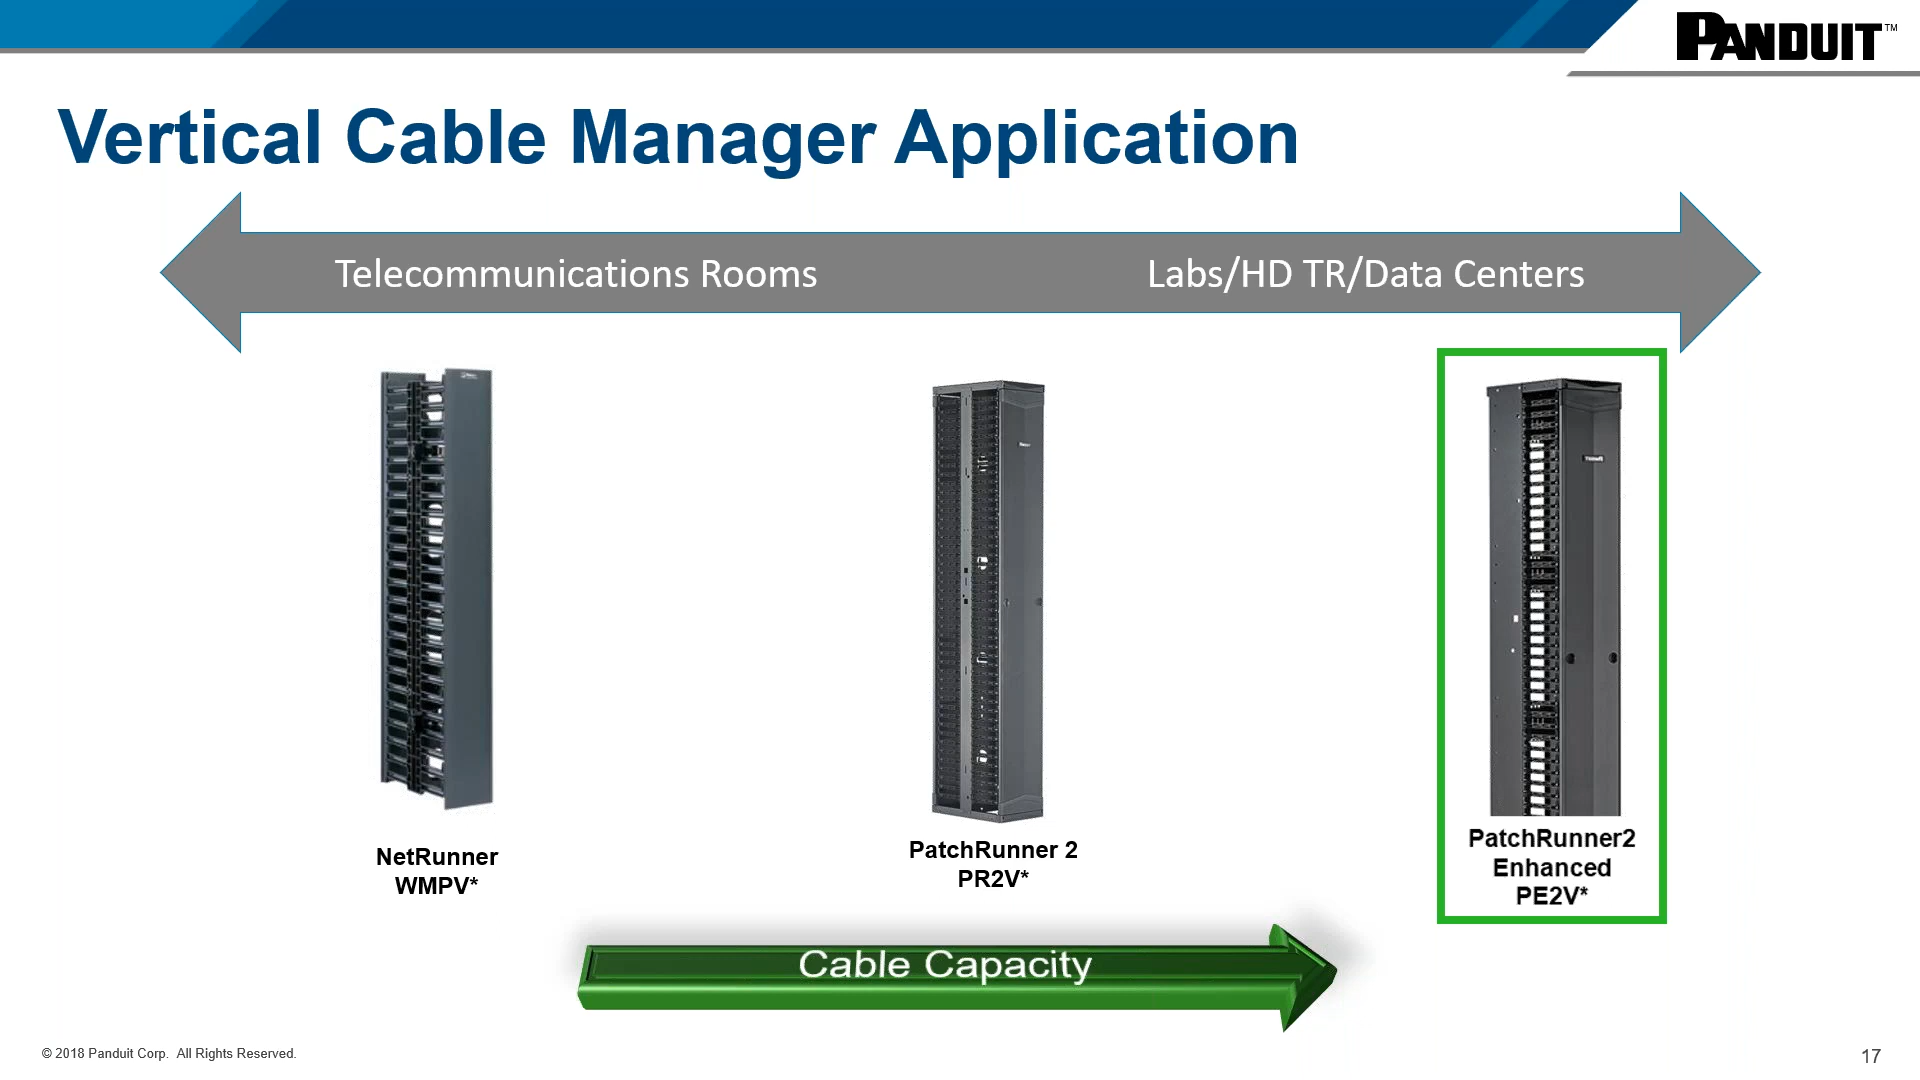 PANDUIT™
Vertical Cable Manager Application
Telecommunications Rooms
Labs/HD TR/Data Centers
NetRunner
WMPV*
PatchRunner 2
PR2V*
PatchRunner2
Enhanced
PE2V*
Cable Capacity
© 2018 Panduit Corp. All Rights Reserved.
17